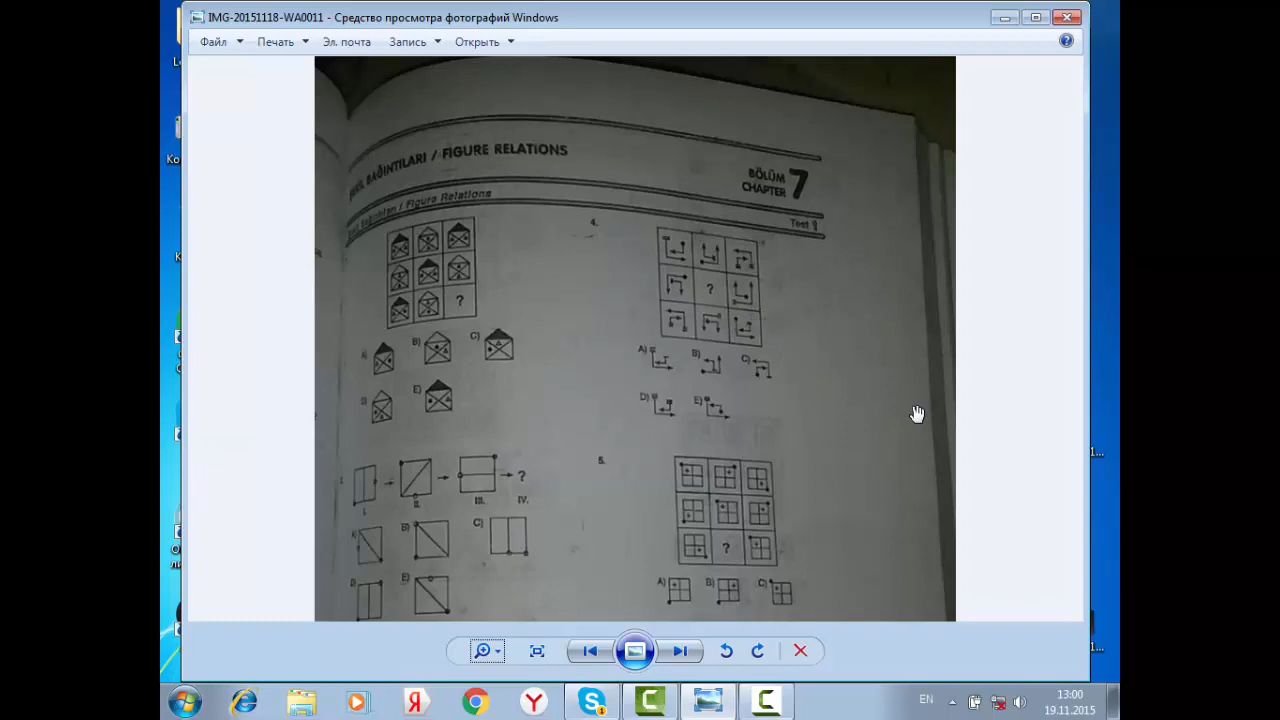 IMG-20151118-WA0011 - Средство просмотра фотографий Windows
Файл Печать Эл. почта Запись Открыть
BAĞINTILARI / FIGURE RELATIONS
BÖLÜM
CHAPTER 7
/ Figure Relations
Test
4.
?
?
A) B) C)
E)
A) B) C)
D) E)
5.
?
I. II. III. IV.
B) C)
E)
?
A) B) C)
EN
13:00
19.11.2015